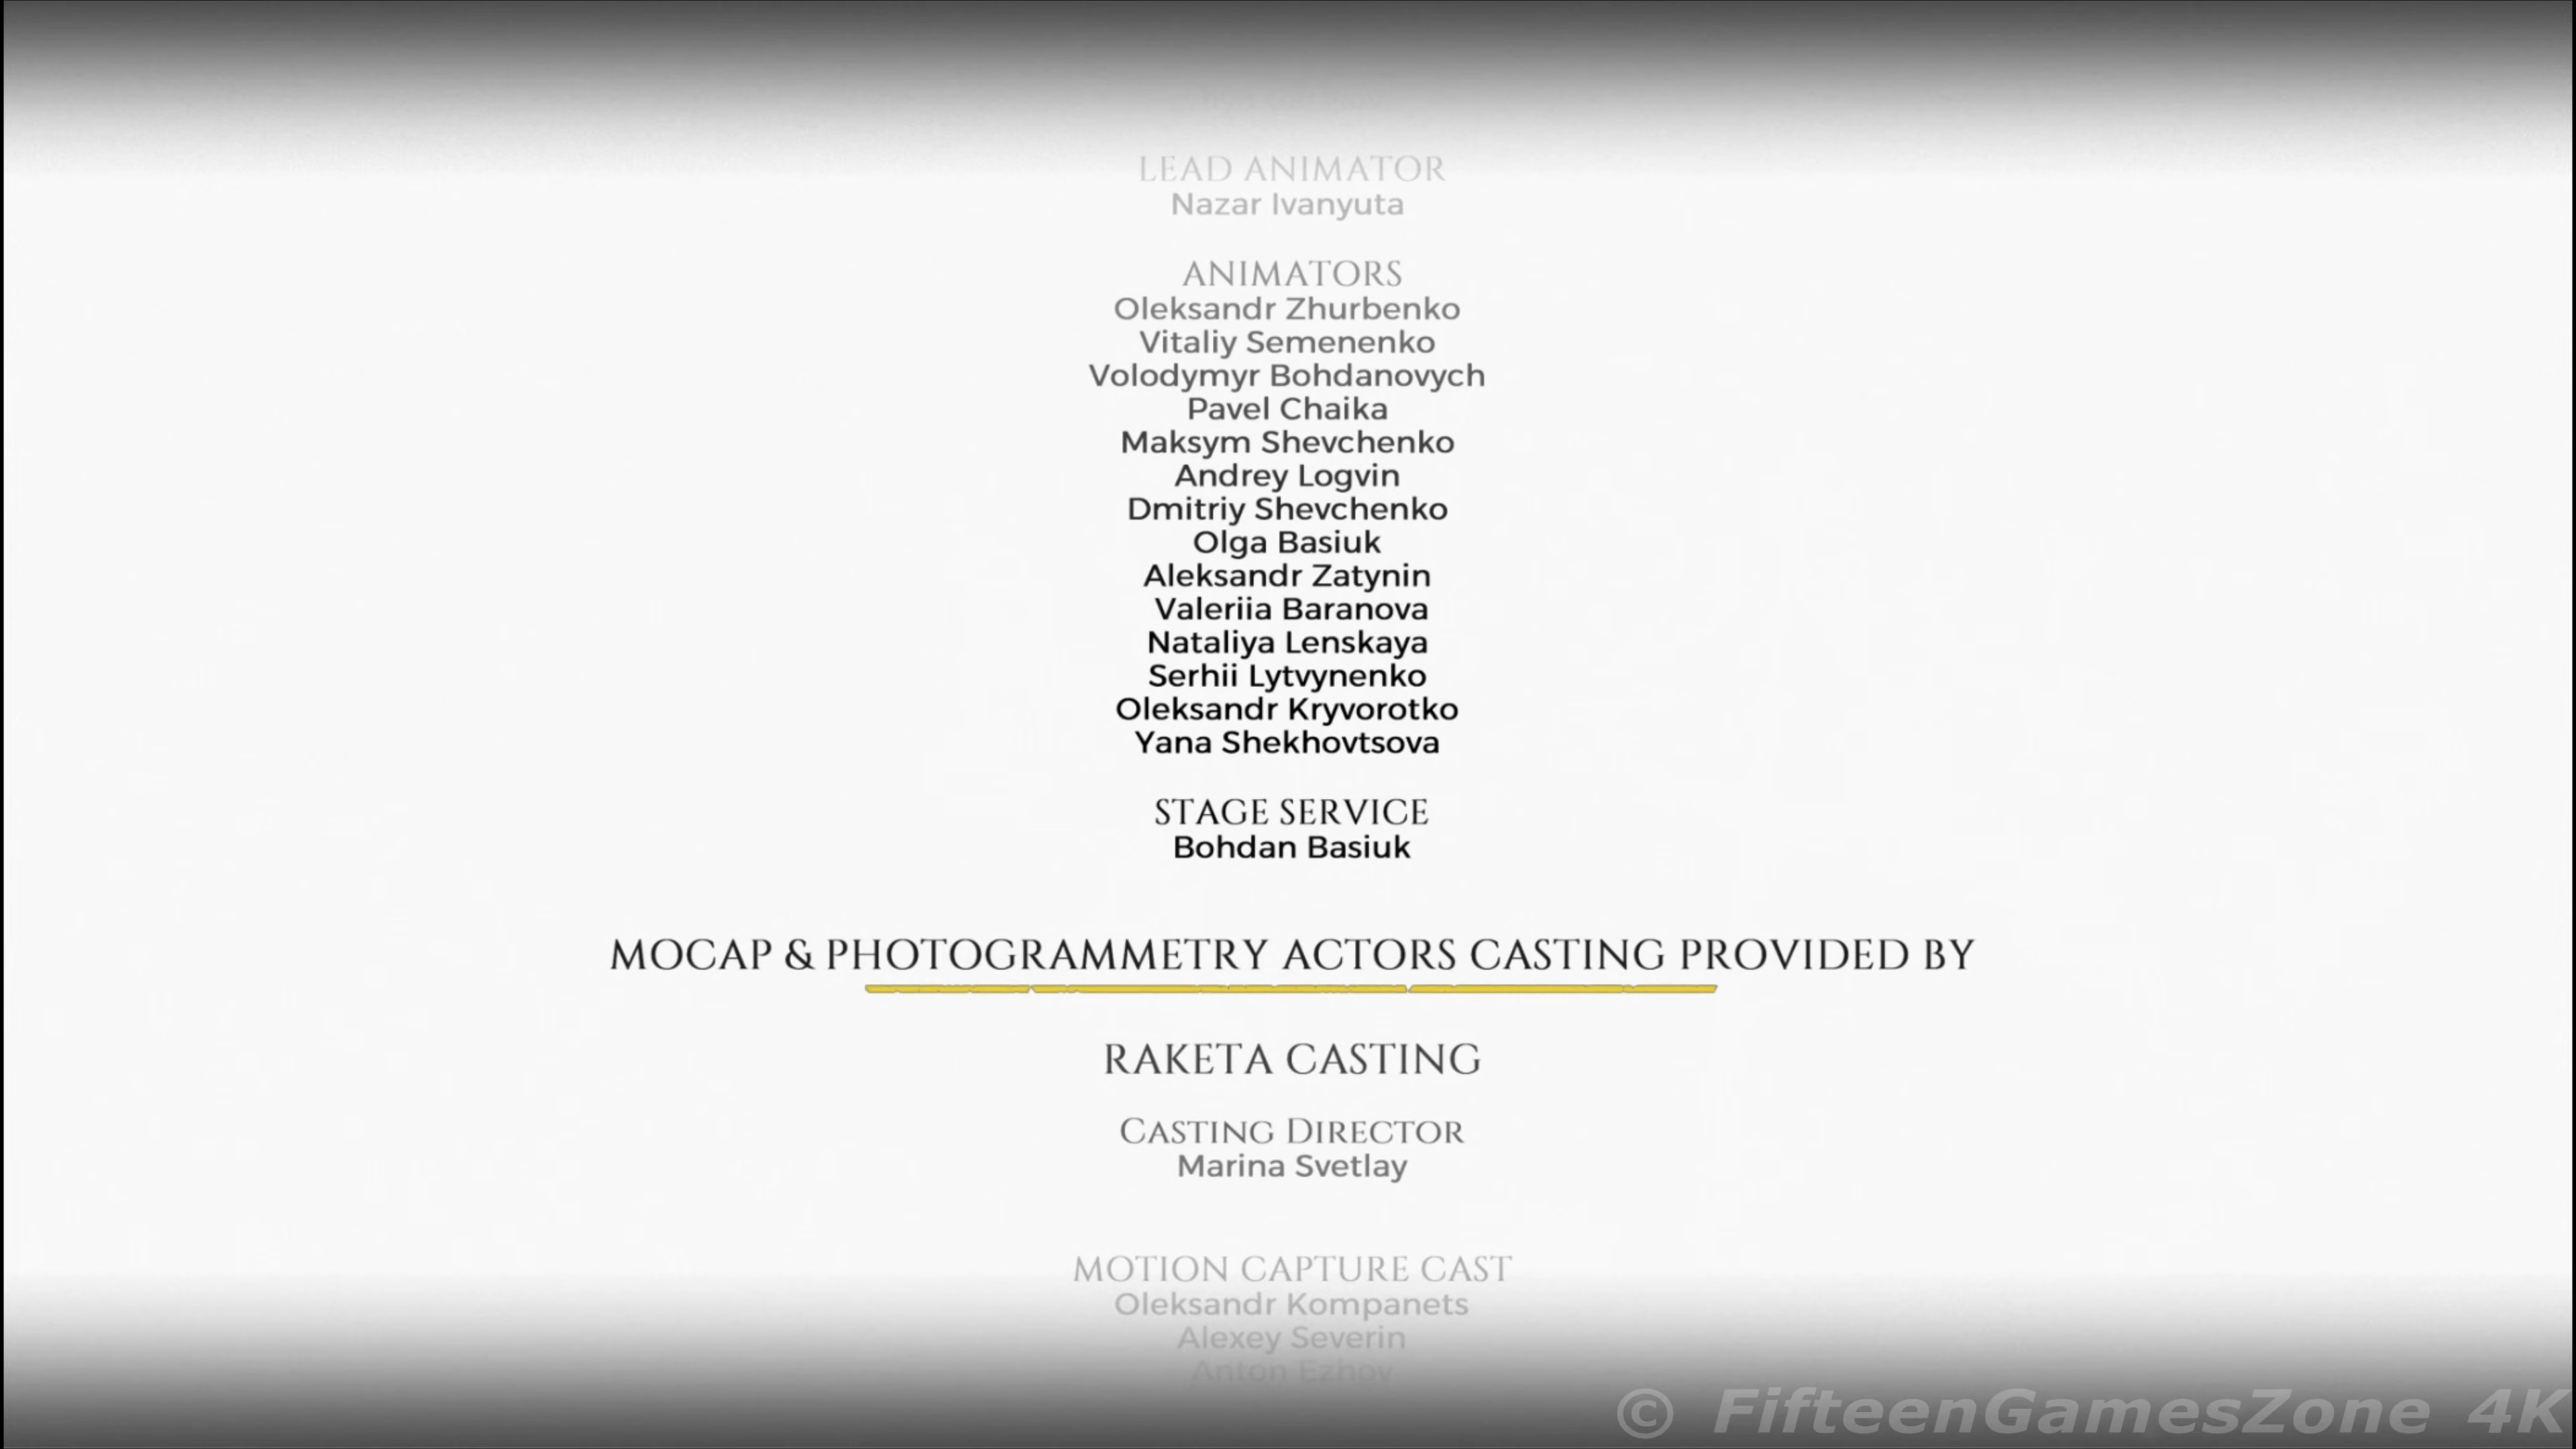 LEAD ANIMATOR
Nazar Ivanyuta
ANIMATORS
Oleksandr Zhurbenko
Vitaliy Semenenko
Volodymyr Bohdanovych
Pavel Chaika
Maksym Shevchenko
Andrey Logvin
Dmitriy Shevchenko
Olga Basiuk
Aleksandr Zatynin
Valeriia Baranova
Nataliya Lenskaya
Serhii Lytvynenko
Oleksandr Kryvorotko
Yana Shekhovtsova
STAGE SERVICE
Bohdan Basiuk
MOCAP & PHOTOGRAMMETRY ACTORS CASTING PROVIDED BY
RAKETA CASTING
CASTING DIRECTOR
Marina Svetlay
MOTION CAPTURE CAST
Oleksandr Kompanets
Alexey Severin
Anton Ezhov
© FifteenGamesZone 4K